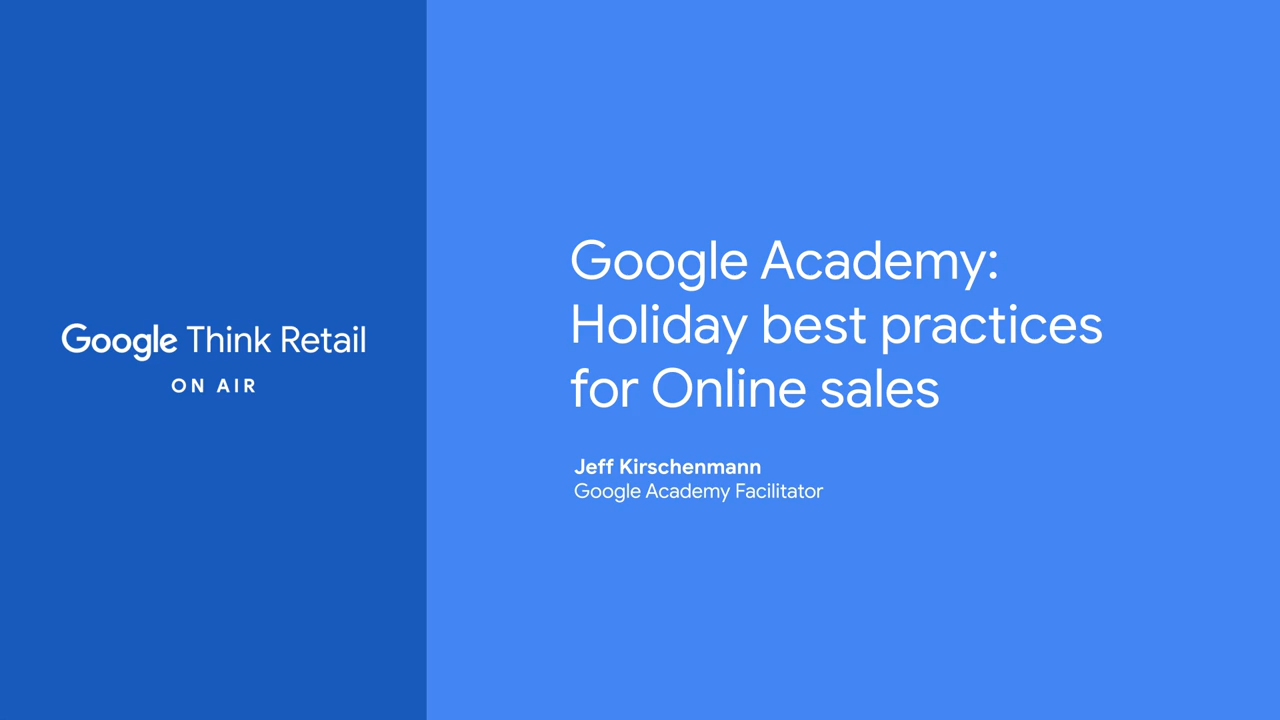 Google Think Retail
ON AIR
Google Academy:
Holiday best practices
for Online sales
Jeff Kirschenmann
Google Academy Facilitator